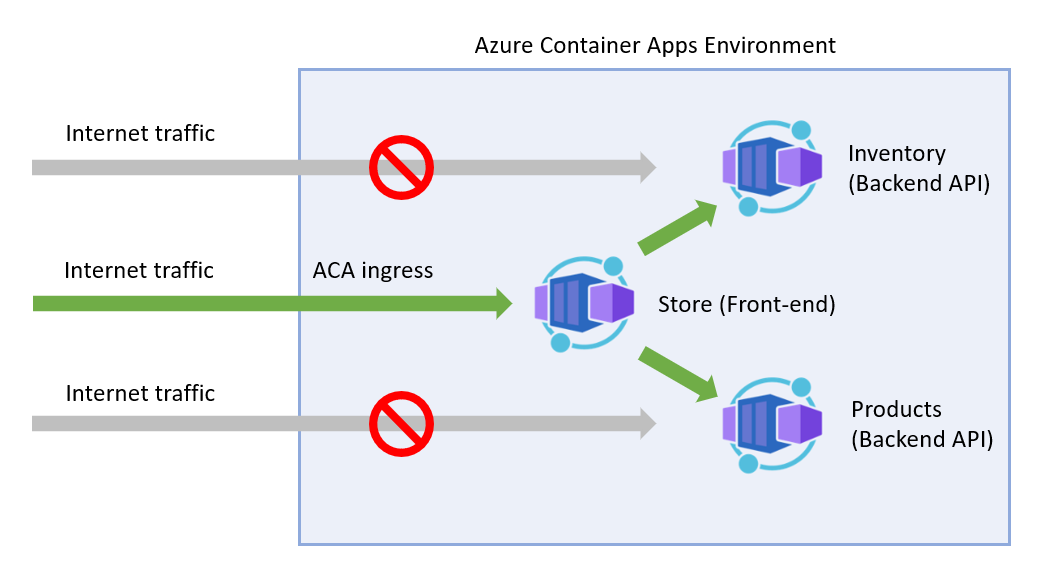 Azure Container Apps Environment
Internet traffic
Inventory
(Backend API)
Internet traffic
ACA ingress
Store (Front-end)
Internet traffic
Products
(Backend API)